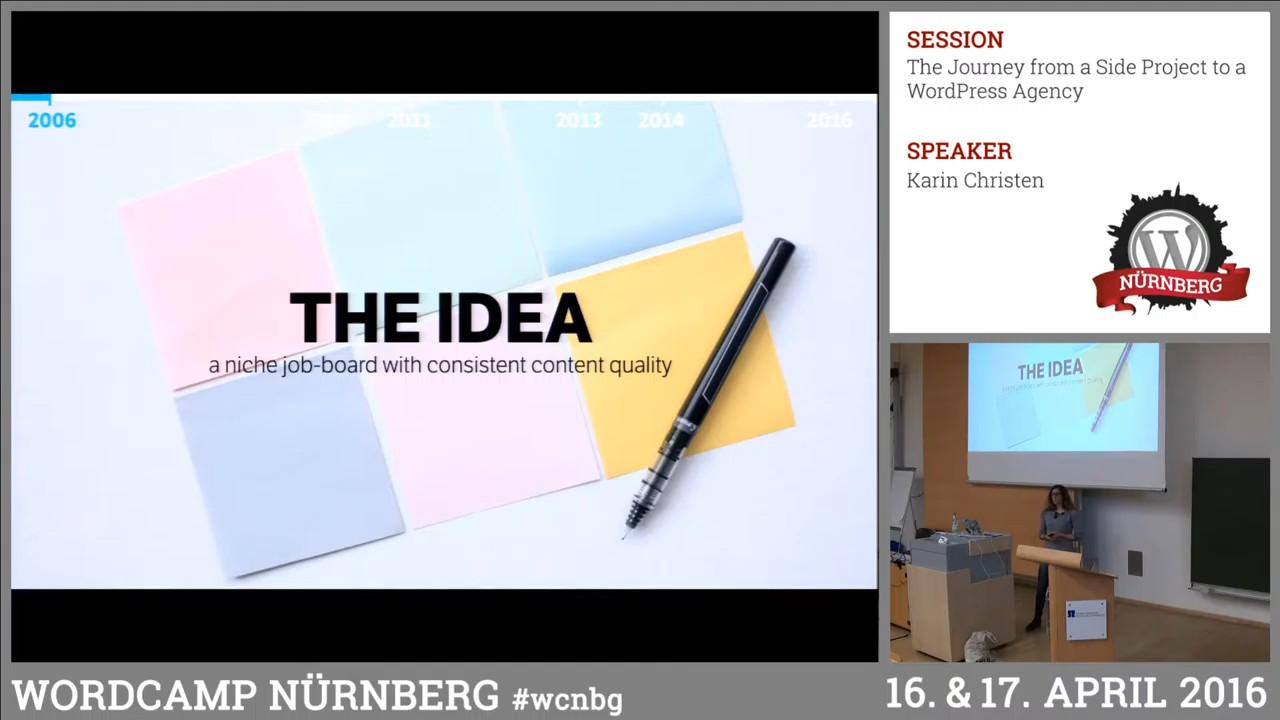 2006 2011 2013 2014 2016
THE IDEA
a niche job-board with consistent content quality
SESSION
The Journey from a Side Project to a
WordPress Agency
SPEAKER
Karin Christen
W
NÜRNBERG
THE IDEA
WORDCAMP NÜRNBERG #wcnbg
16. & 17. APRIL 2016